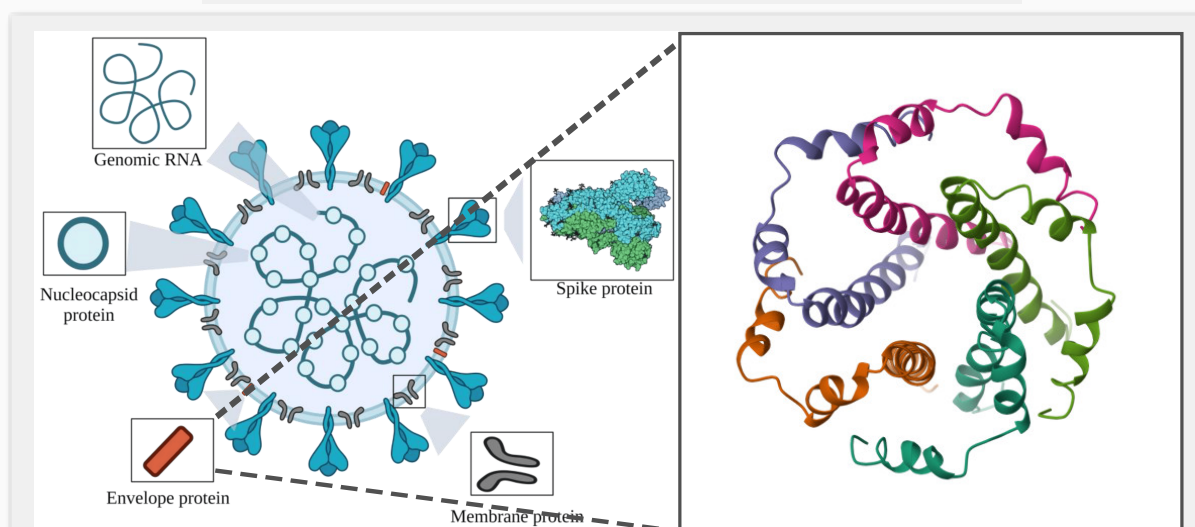 Genomic RNA
Nucleocapsid
protein
Spike protein
Envelope protein
Membrane protein